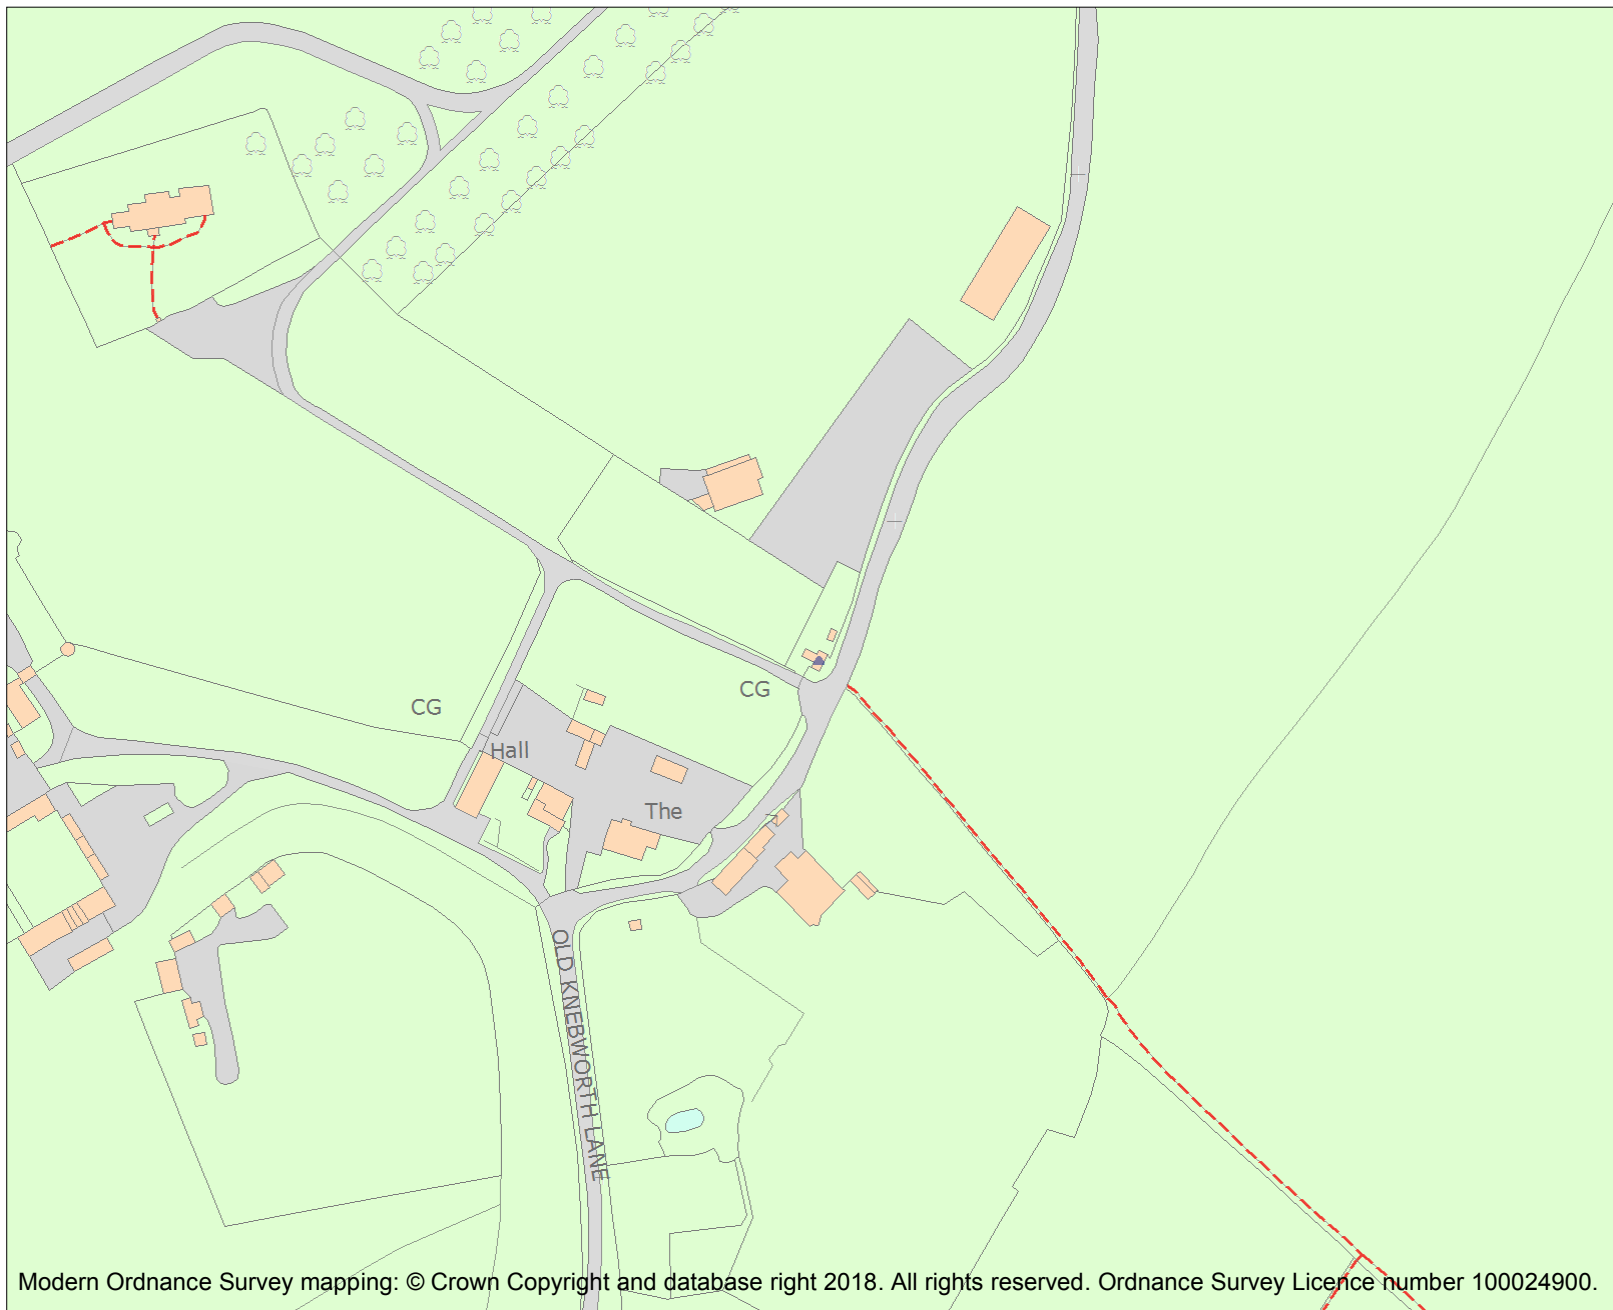 CG
CG
Hall
The
OLD KNEBWORTH LANE
Modern Ordnance Survey mapping: © Crown Copyright and database right 2018. All rights reserved. Ordnance Survey Licence number 100024900.